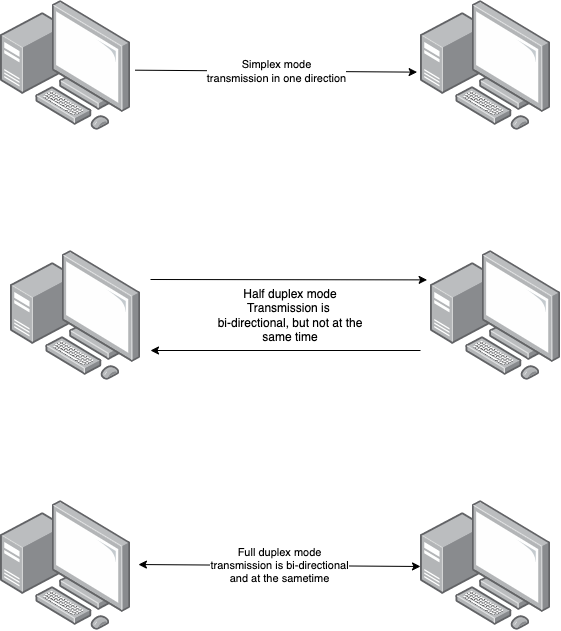 Simplex mode
transmission in one direction
Half duplex mode
Transmission is
bi-directional, but not at the
same time
Full duplex mode
transmission is bi-directional
and at the sametime